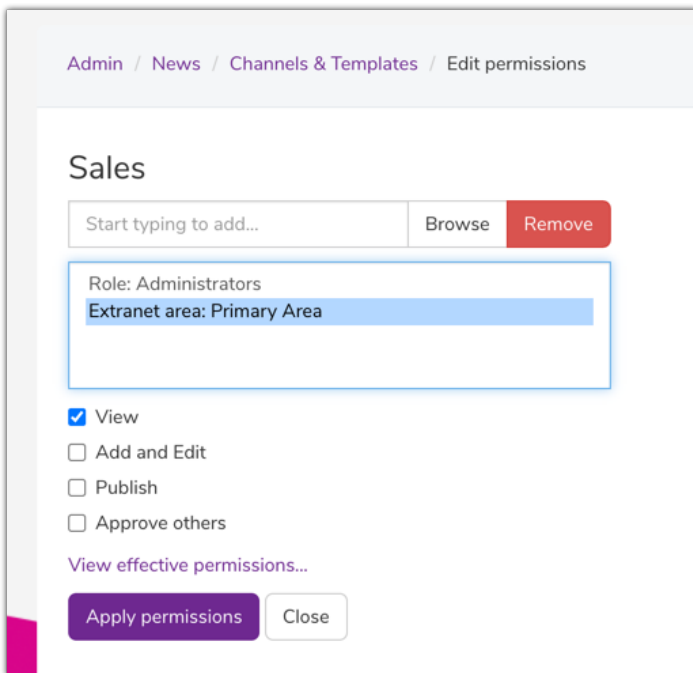 Admin / News / Channels & Templates / Edit permissions
Sales
Start typing to add... Browse Remove
Role: Administrators
Extranet area: Primary Area
View
Add and Edit
Publish
Approve others
View effective permissions...
Apply permissions Close